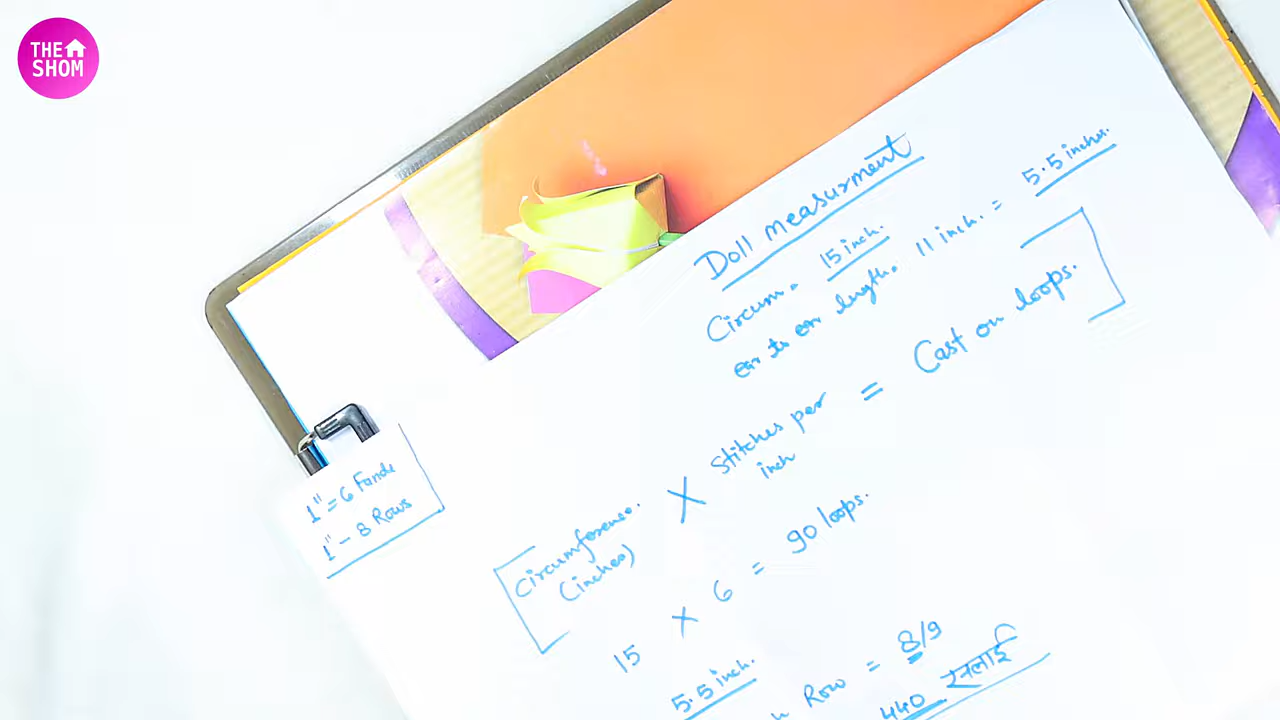 THE
SHOM
Doll measurment
Circum. 15 inch.
ear to ear length. 11 inch. = 5.5 inches.
[Circumference. (inches) X Stitches per inch = Cast on loops.]
15 X 6 = 90 loops.
5.5 inch.
Row = 8/9
440 सलाई
1" = 6 Fande
1" - 8 Rows